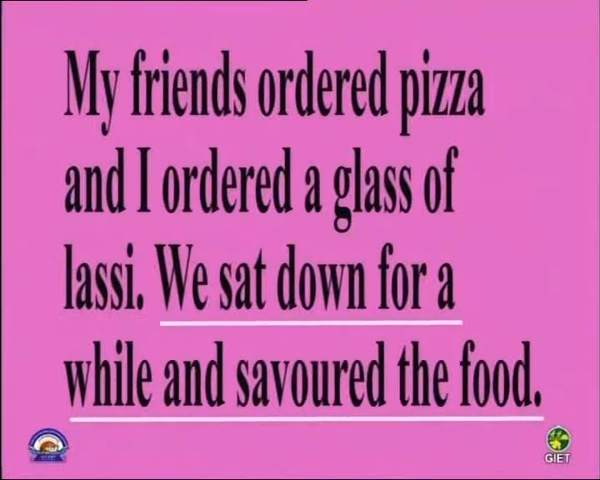 My friends ordered pizza
and I ordered a glass of
lassi. We sat down for a
while and savoured the food.
GIET